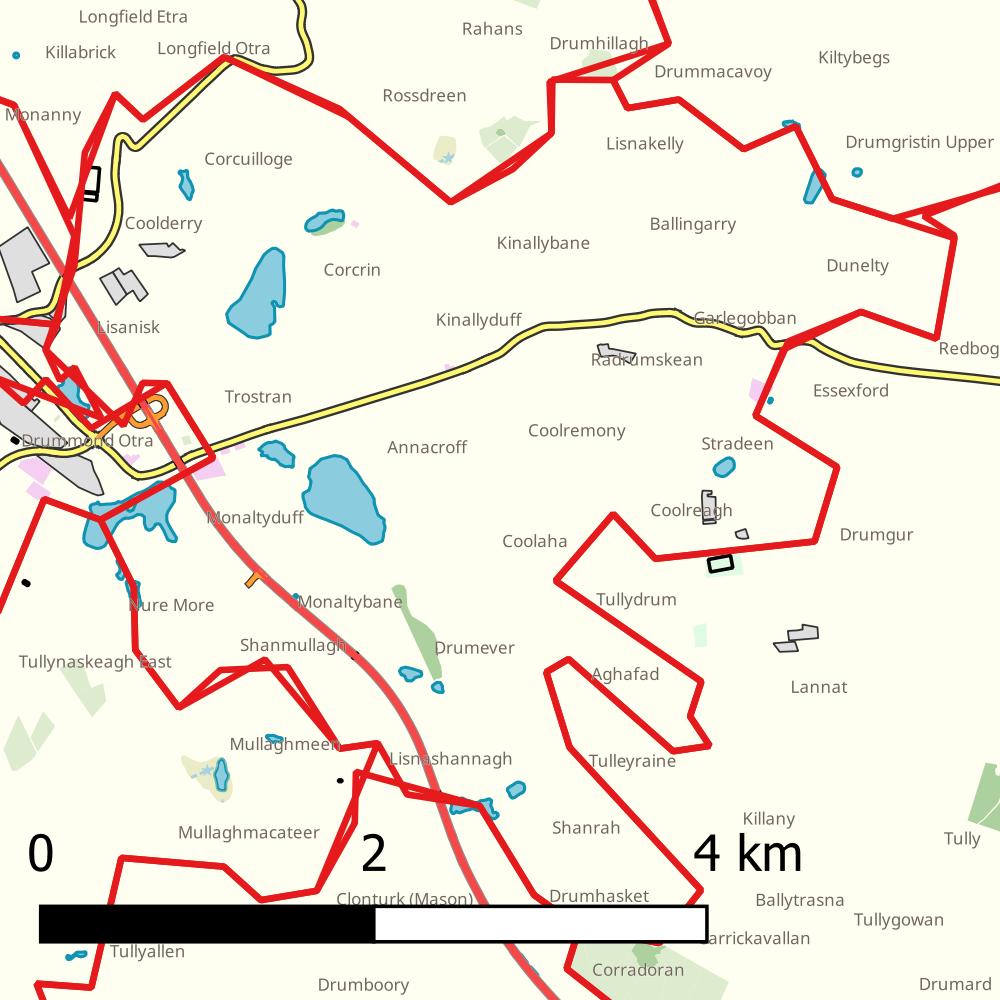 Longfield Etra
Rahans
Killabrick
Longfield Otra
Drumhillagh
Kiltybegs
Drummacavoy
Rossdreen
Monanny
Lisnakelly
Drumgristin Upper
Corcuilloge
Coolderry
Ballingarry
Kinallybane
Corcrin
Dunelty
Kinallyduff
Garlegobban
Lisanisk
Redbog
Radrumskean
Essexford
Trostran
Coolremony
Drummond Otra
Annacroff
Stradeen
Coolreagh
Monaltyduff
Drumgur
Coolaha
Nure More
Monaltybane
Tullydrum
Shanmullagh
Drumever
Tullynaskeagh East
Aghafad
Lannat
Mullaghmeen
Lisnashannagh
Tulleyraine
Killany
Mullaghmacateer
Shanrah
Tully
0 2 4 km
Clonturk (Mason)
Drumhasket
Ballytrasna
Tullygowan
arrickavallan
Tullyallen
Corradoran
Drumboory
Drumard